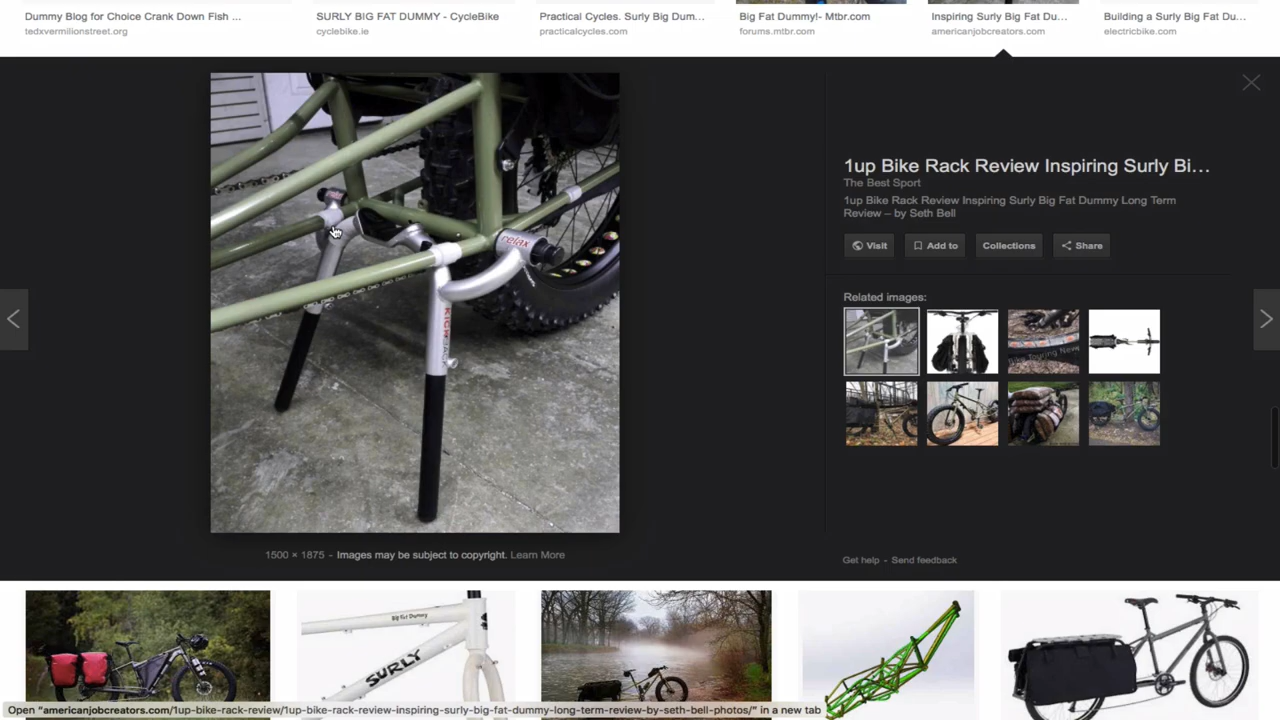 Dummy Blog for Choice Crank Down Fish ...
tedxvermilionstreet.org
SURLY BIG FAT DUMMY - CycleBike
cyclebike.ie
Practical Cycles. Surly Big Dum...
practicalcycles.com
Big Fat Dummy!- Mtbr.com
forums.mtbr.com
Inspiring Surly Big Fat Du...
americanjobcreators.com
Building a Surly Big Fat Du...
electricbike.com
relax
KICKBACK
1up Bike Rack Review Inspiring Surly Bi...
The Best Sport
1up Bike Rack Review Inspiring Surly Big Fat Dummy Long Term
Review – by Seth Bell
Visit
Add to
Collections
Share
Related images:
Bike Touring News
1500 × 1875 - Images may be subject to copyright. Learn More
Get help - Send feedback
Big Fat Dummy
SURLY
Open "americanjobcreators.com/1up-bike-rack-review/1up-bike-rack-review-inspiring-surly-big-fat-dummy-long-term-review-by-seth-bell-photos/" in a new tab